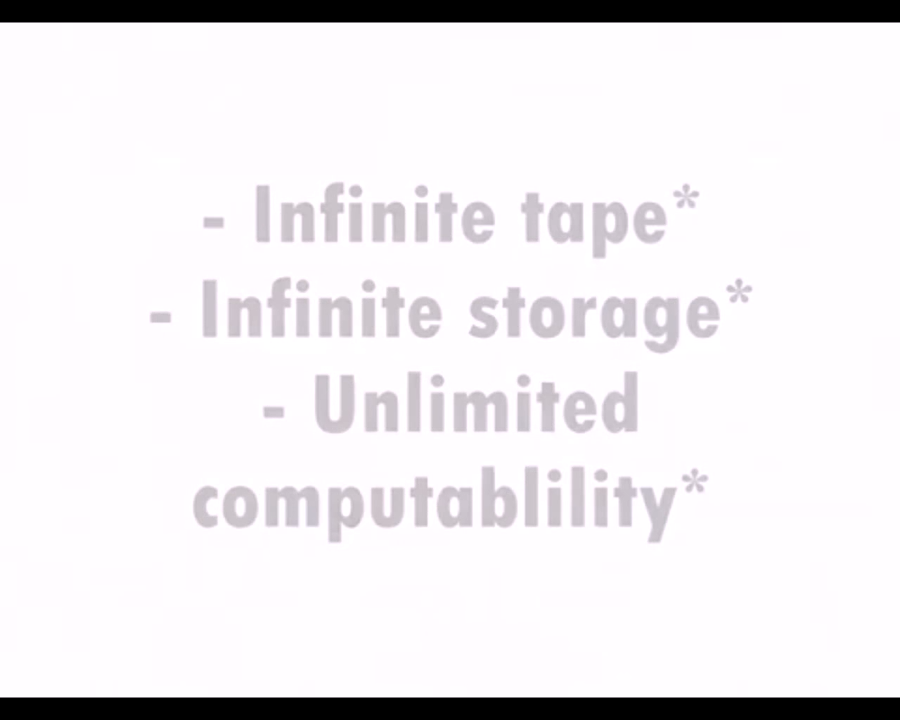 - Infinite tape*
- Infinite storage*
- Unlimited
computablility*